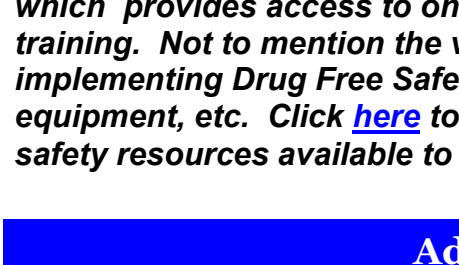 which provides access to on
training. Not to mention the
implementing Drug Free Safe
equipment, etc. Click here to
safety resources available to
Ad